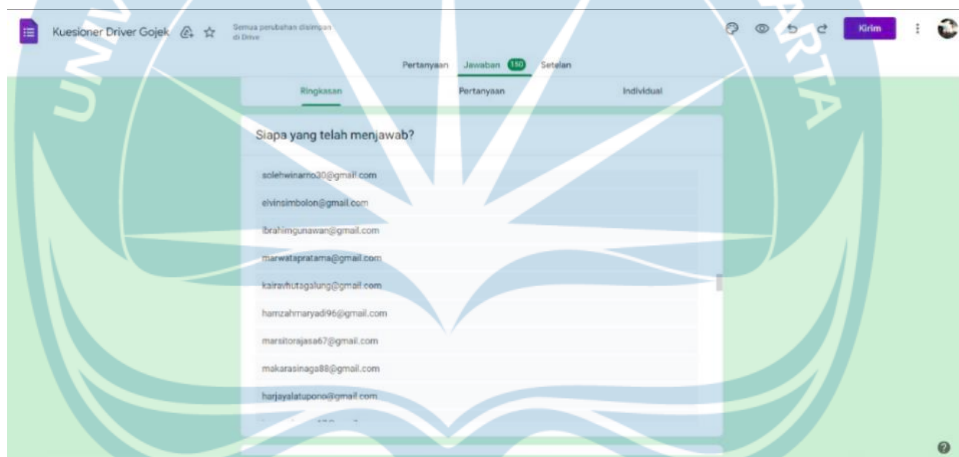 Kuesioner Driver Gojek
Semua perubahan disimpan
di Drive
Kirim
Pertanyaan Jawaban 150 Setelan
Ringkasan Pertanyaan Individual
Siapa yang telah menjawab?
solehwinarno30@gmail.com
elvinsimbolon@gmail.com
ibrahimgunawan@gmail.com
marwatapratama@gmail.com
kairavhutagalung@gmail.com
hamzahmaryadi96@gmail.com
marsitorajasa67@gmail.com
makarasinaga88@gmail.com
harjayalatupono@gmail.com
UNIV
ARTA